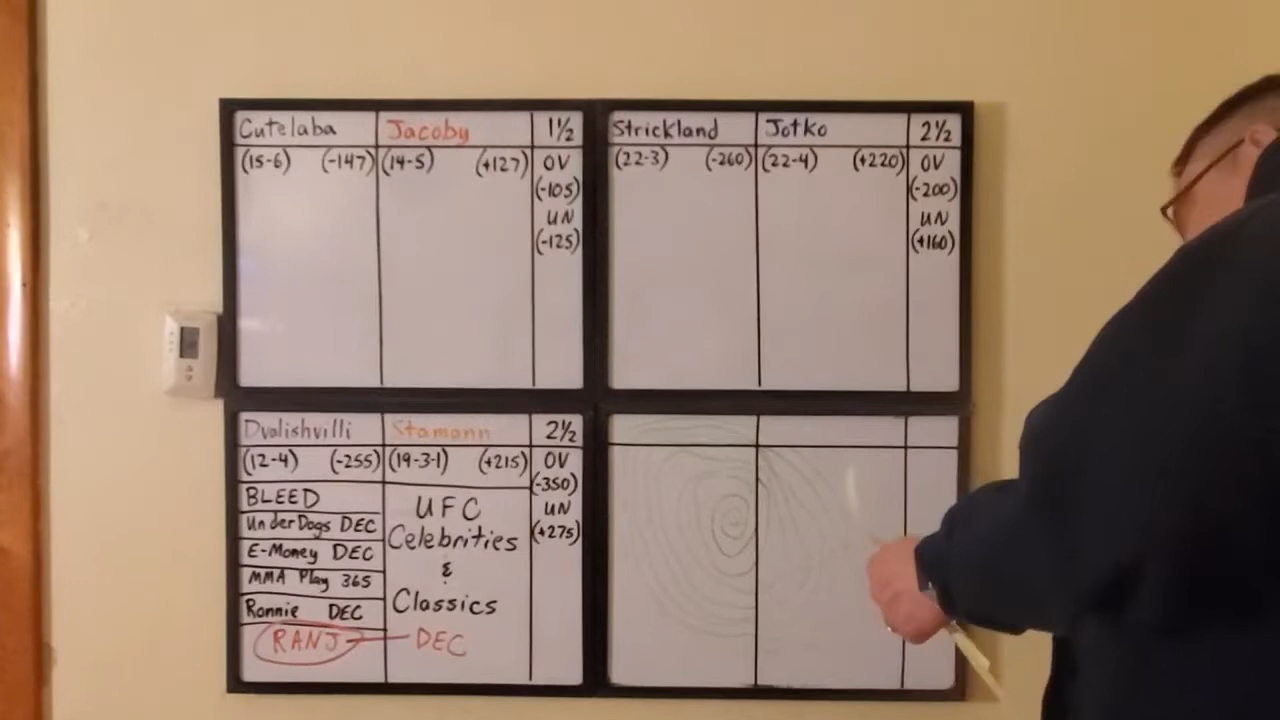 Cutelaba Jacoby 1½
(15-6) (-147) (14-5) (+127) OV
(-105)
UN
(-125)
Strickland Jotko 2½
(22-3) (-260) (22-4) (+220) OV
(-200)
UN
(+160)
Dvalishvilli Stamann 2½
(12-4) (-255) (19-3-1) (+215) OV
(-350)
UN
(+275)
BLEED
UnderDogs DEC
E-Money DEC
MMA Play 365
Ronnie DEC
RANJ DEC
UFC
Celebrities
&
Classics